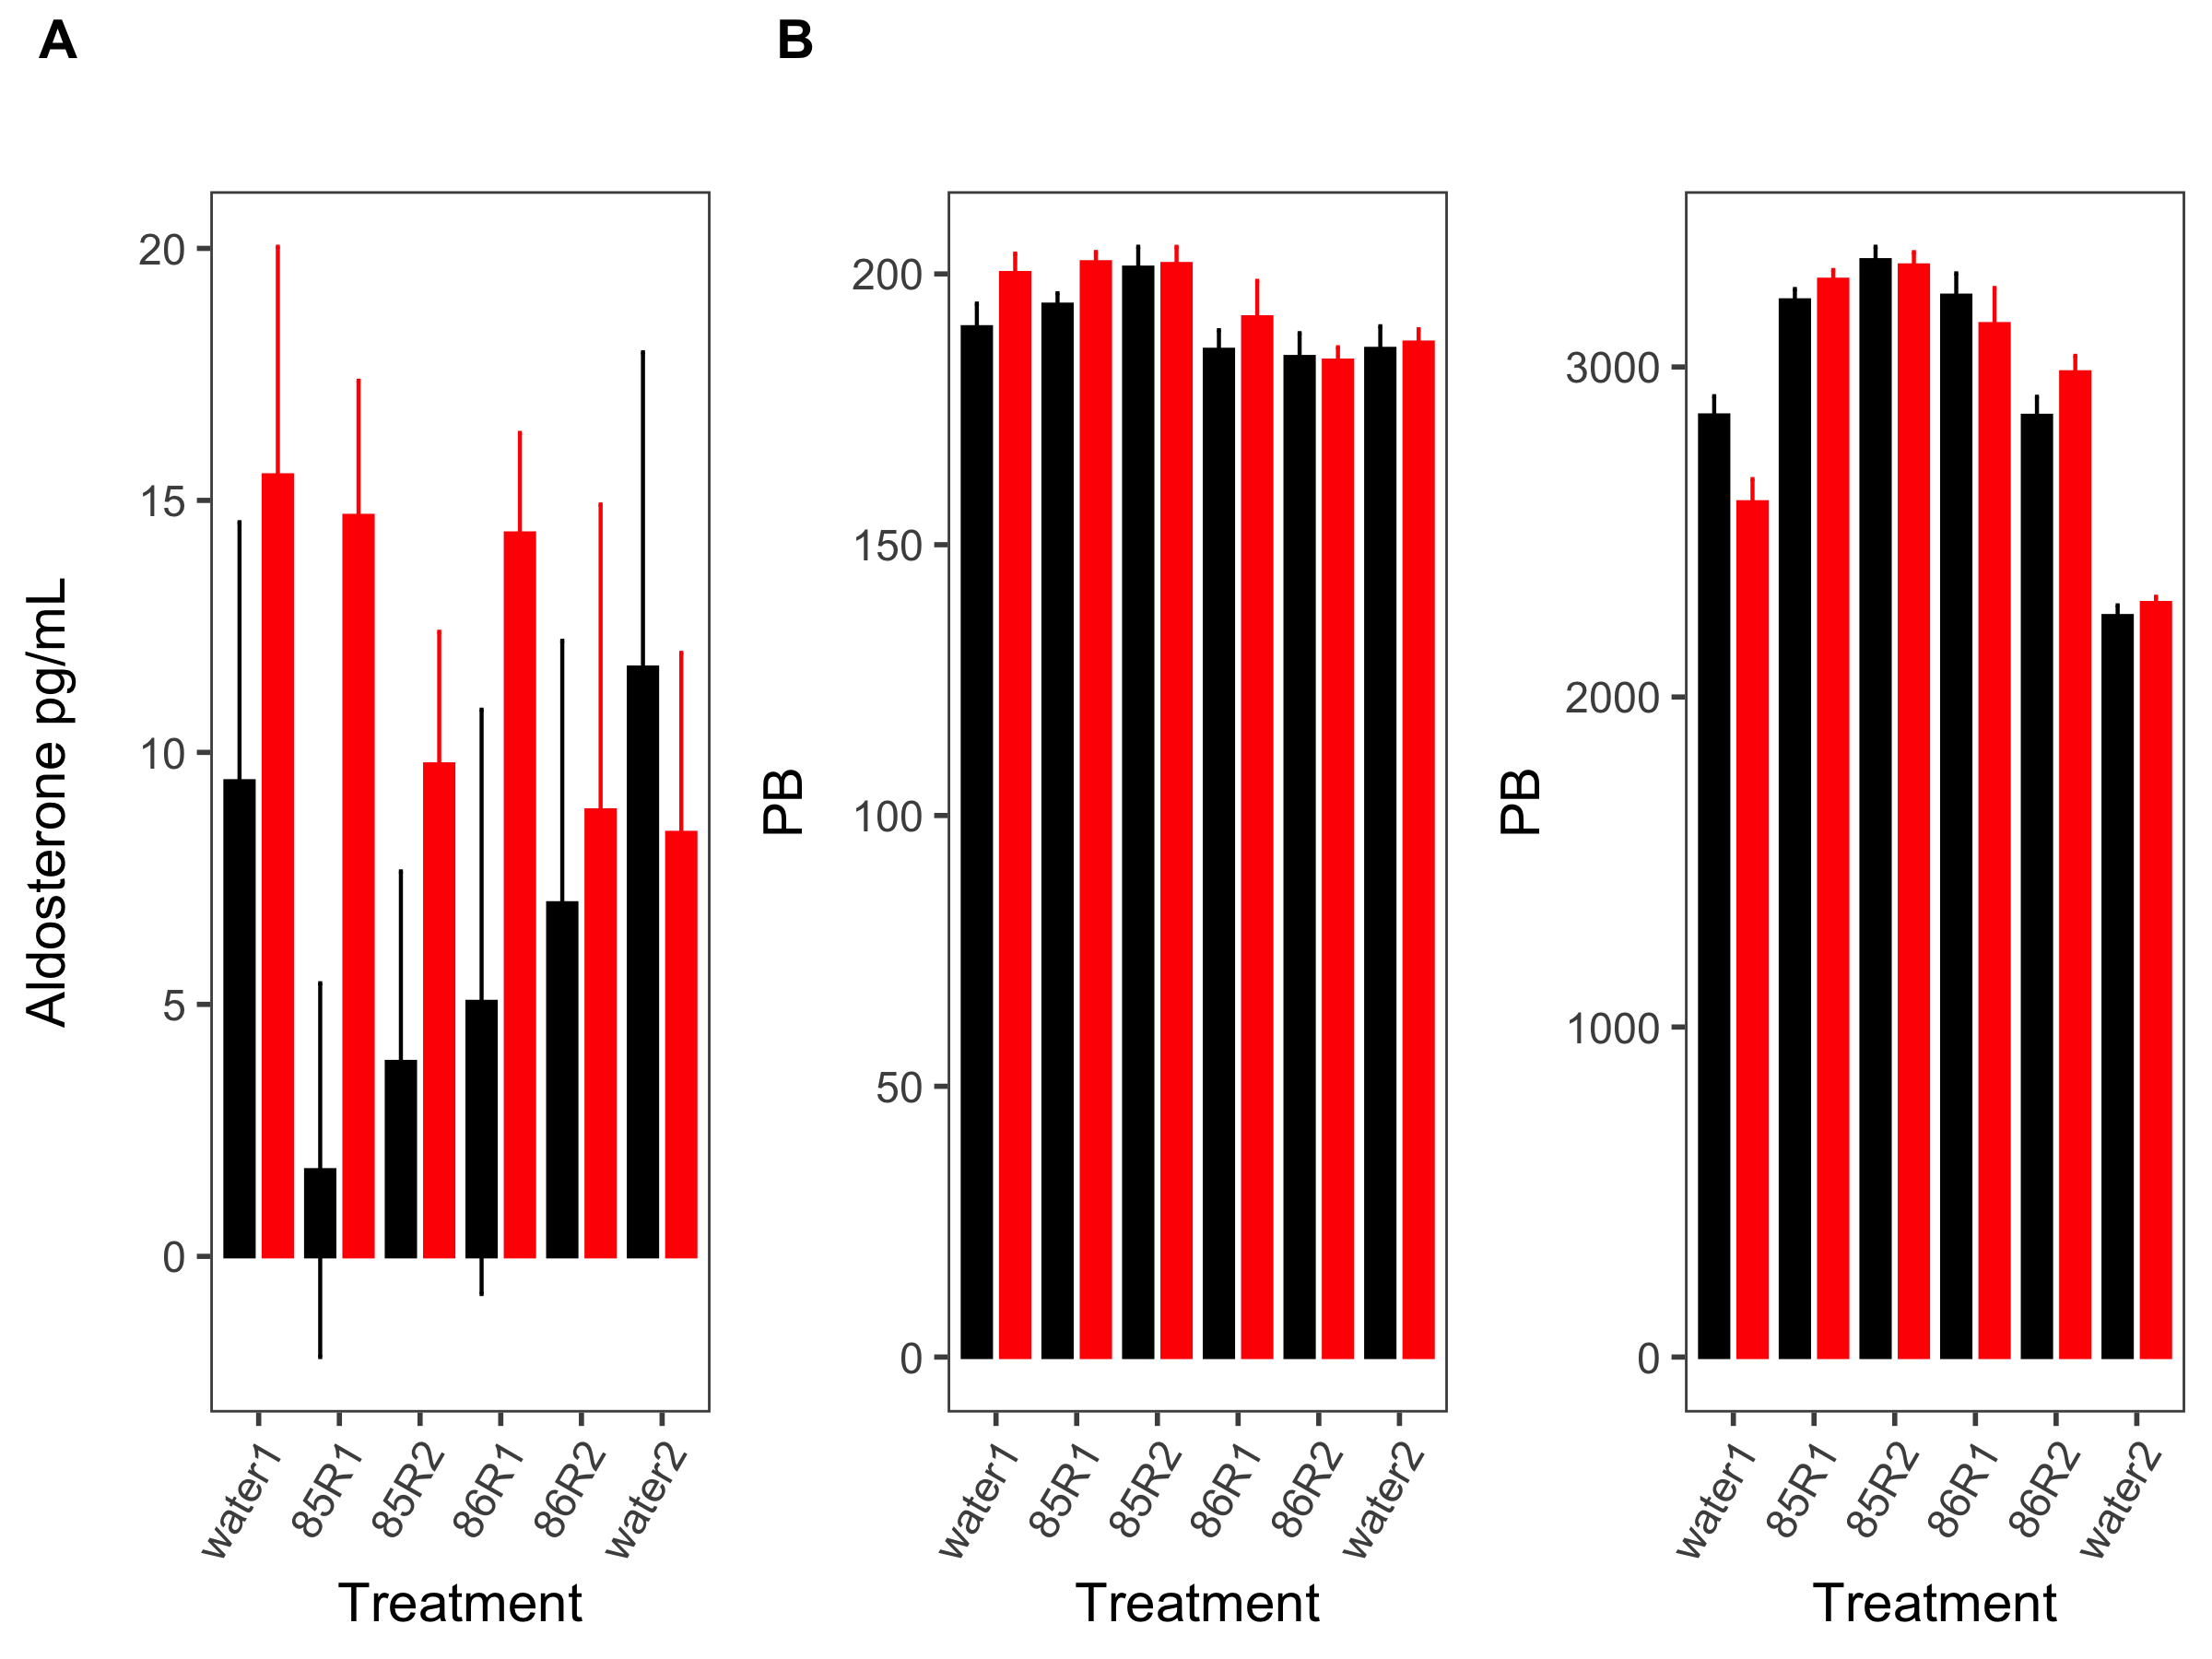 A
B
Aldosterone pg/mL
20
15
10
5
0
water1
85R1
85R2
86R1
86R2
water2
Treatment
PB
200
150
100
50
0
water1
85R1
85R2
86R1
86R2
water2
Treatment
PB
3000
2000
1000
0
water1
85R1
85R2
86R1
86R2
water2
Treatment